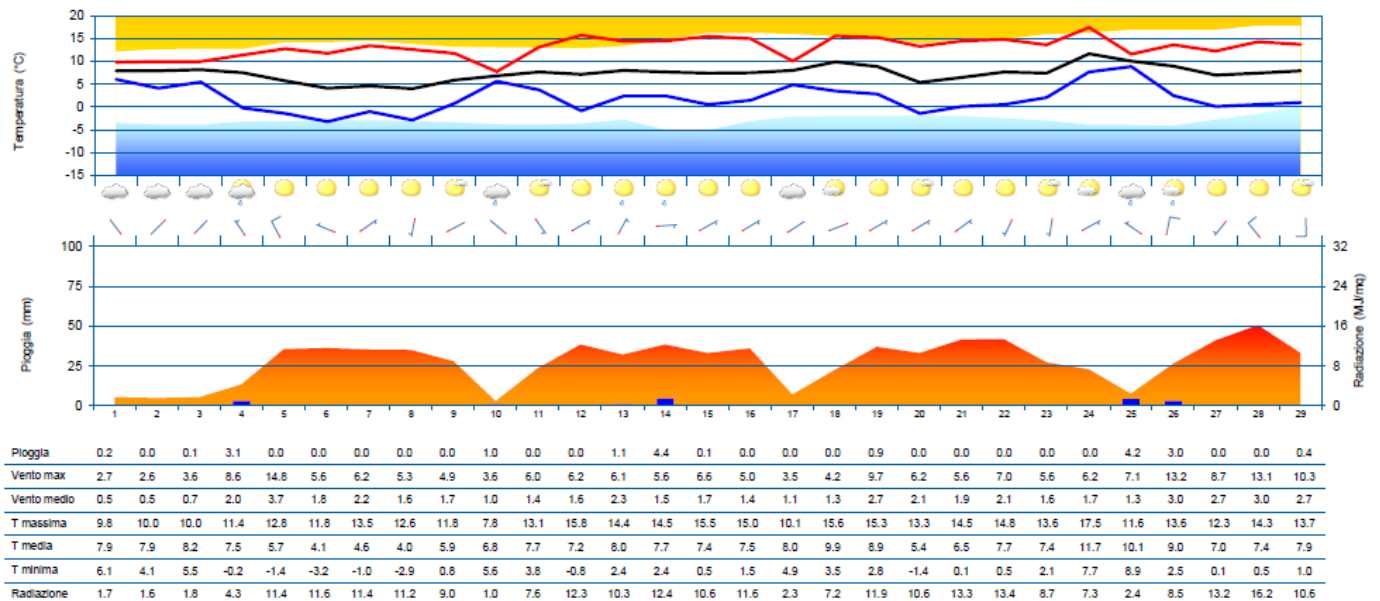 20
15
10
5
0
-5
-10
-15
Temperatura (°C)
100
75
50
25
0
Pioggia (mm)
32
24
16
8
0
Radiazione (MJ/mq)
1 2 3 4 5 6 7 8 9 10 11 12 13 14 15 16 17 18 19 20 21 22 23 24 25 26 27 28 29
Pioggia 0.2 0.0 0.1 3.1 0.0 0.0 0.0 0.0 0.0 1.0 0.0 0.0 1.1 4.4 0.1 0.0 0.0 0.0 0.9 0.0 0.0 0.0 0.0 0.0 4.2 3.0 0.0 0.0 0.4
Vento max 2.7 2.6 3.6 8.6 14.8 5.6 6.2 5.3 4.9 3.6 6.0 6.2 6.1 5.6 6.6 5.0 3.5 4.2 9.7 6.2 5.6 7.0 5.6 6.2 7.1 13.2 8.7 13.1 10.3
Vento medio 0.5 0.5 0.7 2.0 3.7 1.8 2.2 1.6 1.7 1.0 1.4 1.6 2.3 1.5 1.7 1.4 1.1 1.3 2.7 2.1 1.9 2.1 1.6 1.7 1.3 3.0 2.7 3.0 2.7
T massima 9.8 10.0 10.0 11.4 12.8 11.8 13.5 12.6 11.8 7.8 13.1 15.8 14.4 14.5 15.5 15.0 10.1 15.6 15.3 13.3 14.5 14.8 13.6 17.5 11.6 13.6 12.3 14.3 13.7
T media 7.9 7.9 8.2 7.5 5.7 4.1 4.6 4.0 5.9 6.8 7.7 7.2 8.0 7.7 7.4 7.5 8.0 9.9 8.9 5.4 6.5 7.7 7.4 11.7 10.1 9.0 7.0 7.4 7.9
T minima 6.1 4.1 5.5 -0.2 -1.4 -3.2 -1.0 -2.9 0.8 5.6 3.8 -0.8 2.4 2.4 0.5 1.5 4.9 3.5 2.8 -1.4 0.1 0.5 2.1 7.7 8.9 2.5 0.1 0.5 1.0
Radiazione 1.7 1.6 1.8 4.3 11.4 11.6 11.4 11.2 9.0 1.0 7.6 12.3 10.3 12.4 10.6 11.6 2.3 7.2 11.9 10.6 13.3 13.4 8.7 7.3 2.4 8.5 13.2 16.2 10.6